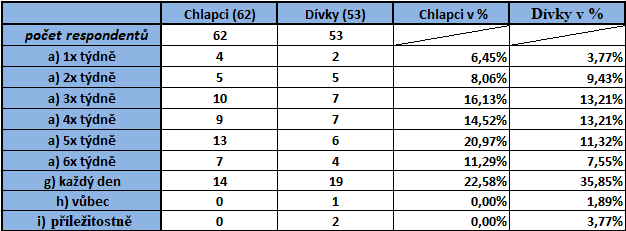 Chlapci (62) Dívky (53) Chlapci v % Dívky v %
počet respondentů 62 53
a) 1x týdně 4 2 6,45% 3,77%
a) 2x týdně 5 5 8,06% 9,43%
a) 3x týdně 10 7 16,13% 13,21%
a) 4x týdně 9 7 14,52% 13,21%
a) 5x týdně 13 6 20,97% 11,32%
a) 6x týdně 7 4 11,29% 7,55%
g) každý den 14 19 22,58% 35,85%
h) vůbec 0 1 0,00% 1,89%
i) příležitostně 0 2 0,00% 3,77%